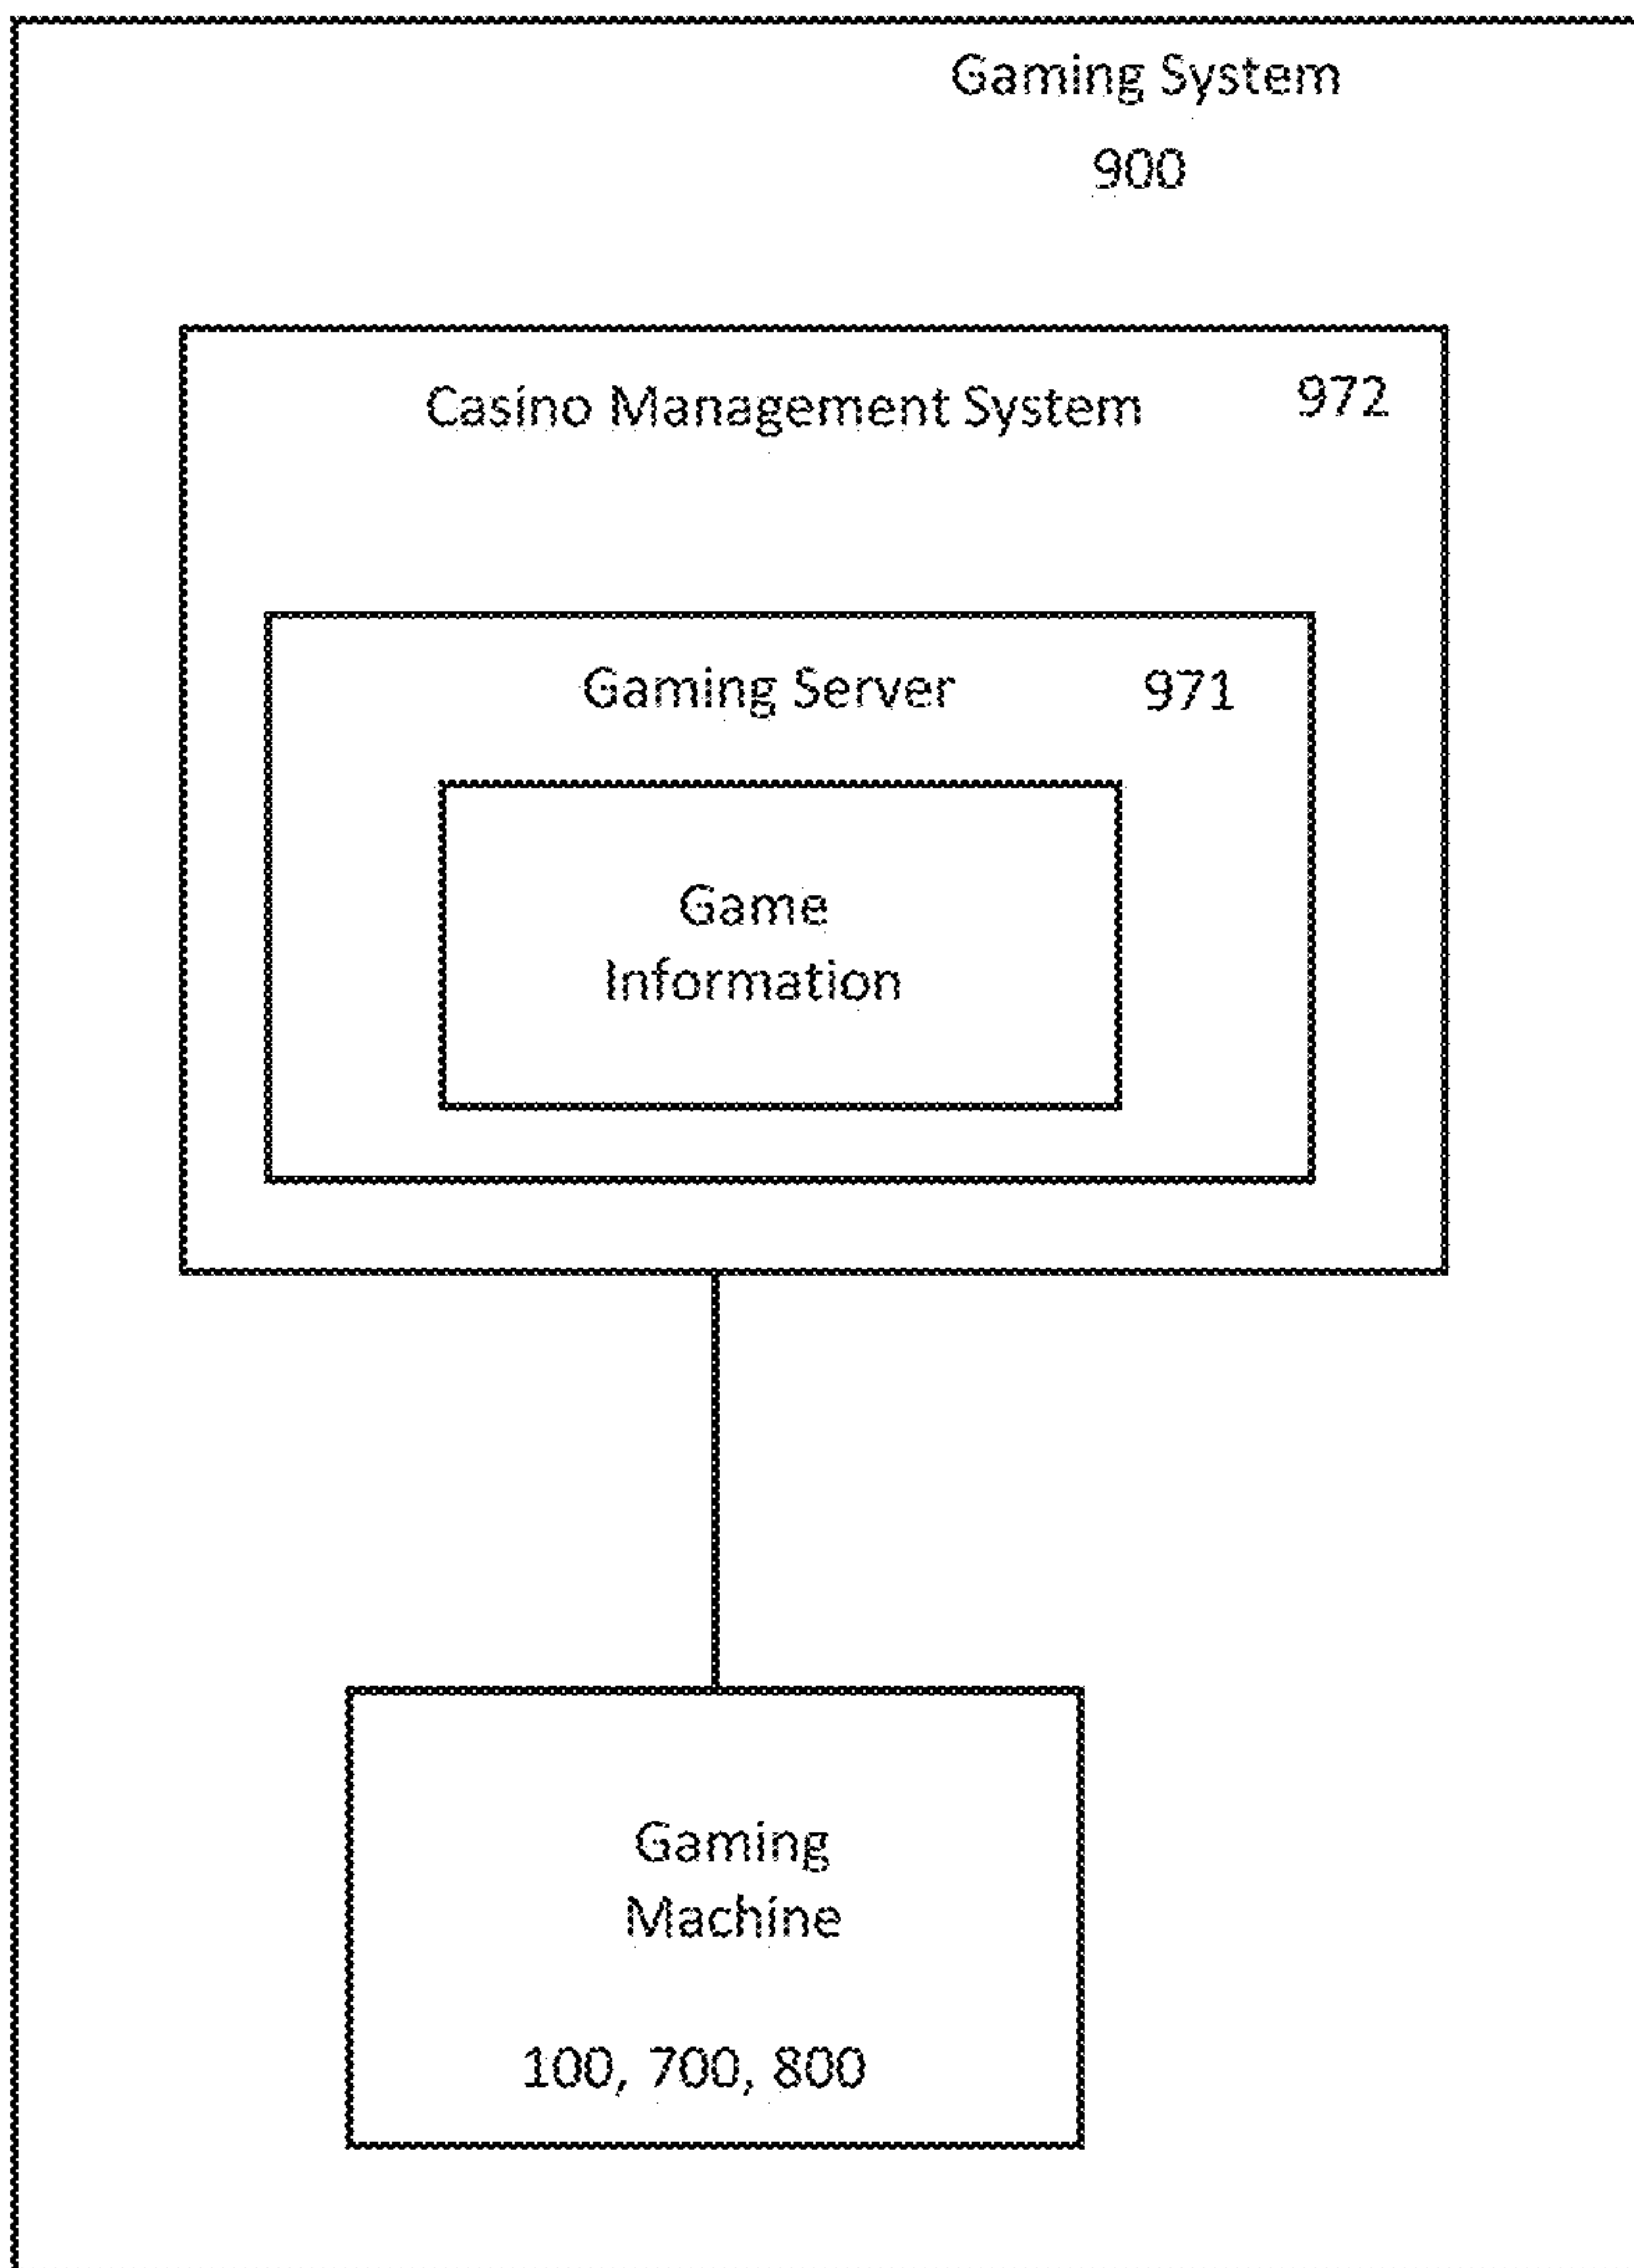 Gaming System
900
Casino Management System 972
Gaming Server 971
Game
Information
Gaming
Machine
100, 700, 800